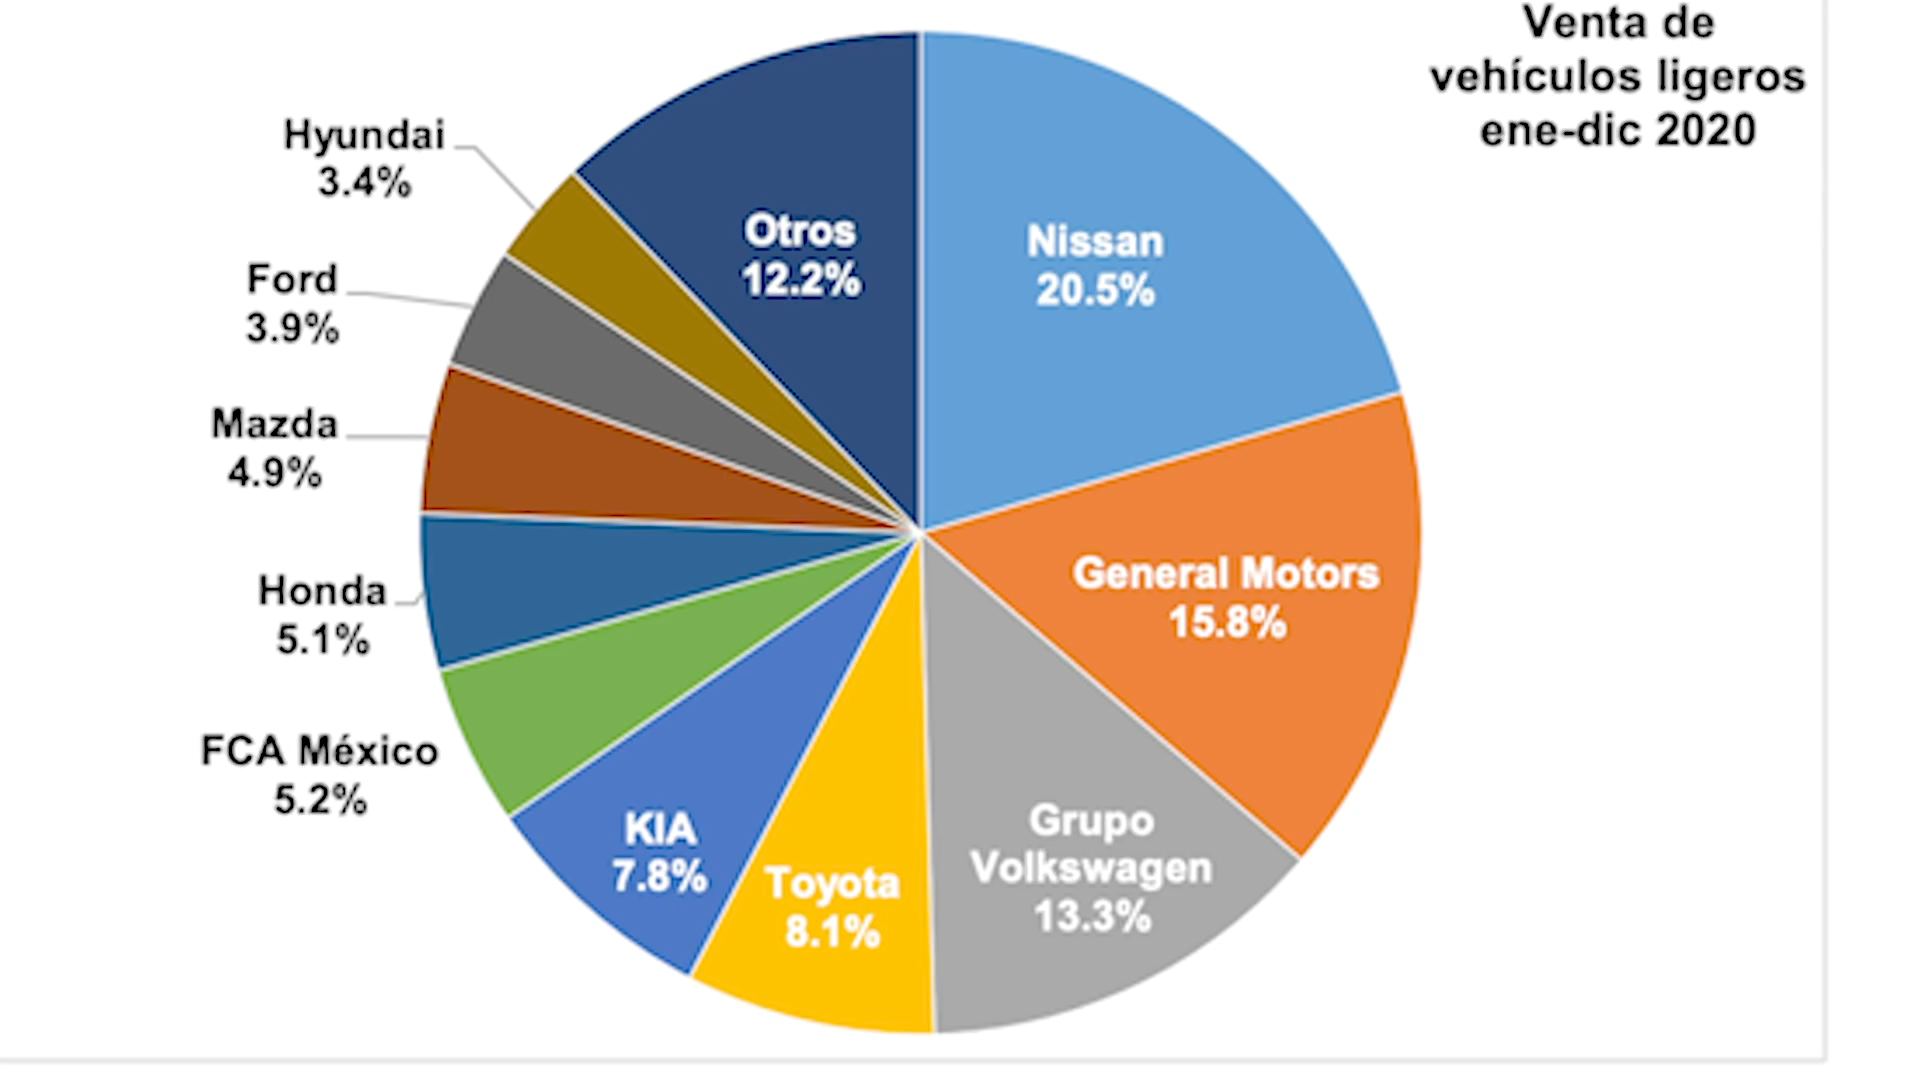 Venta de
vehículos ligeros
ene-dic 2020
Nissan
20.5%
General Motors
15.8%
Grupo
Volkswagen
13.3%
Toyota
8.1%
KIA
7.8%
FCA México
5.2%
Honda
5.1%
Mazda
4.9%
Ford
3.9%
Hyundai
3.4%
Otros
12.2%